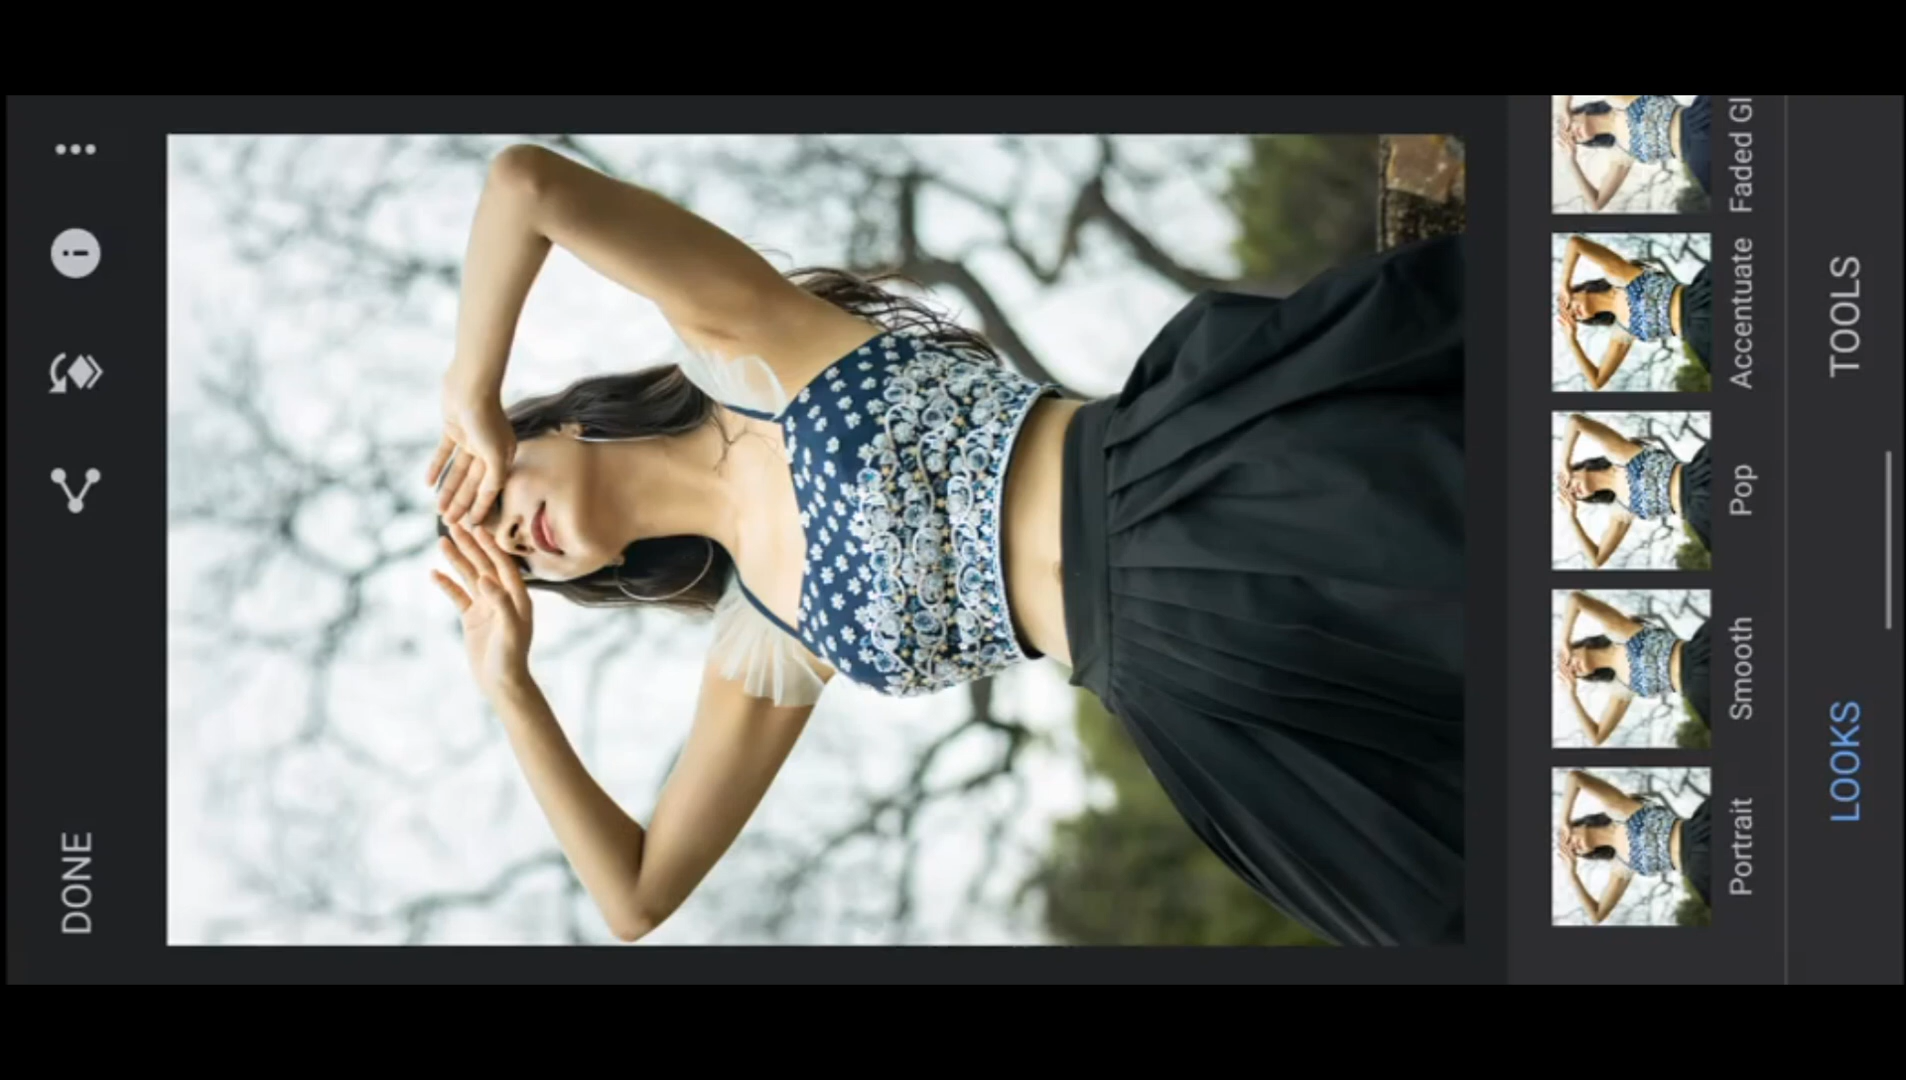 DONE
Portrait
Smooth
Pop
Accentuate
Faded Gl
LOOKS
TOOLS